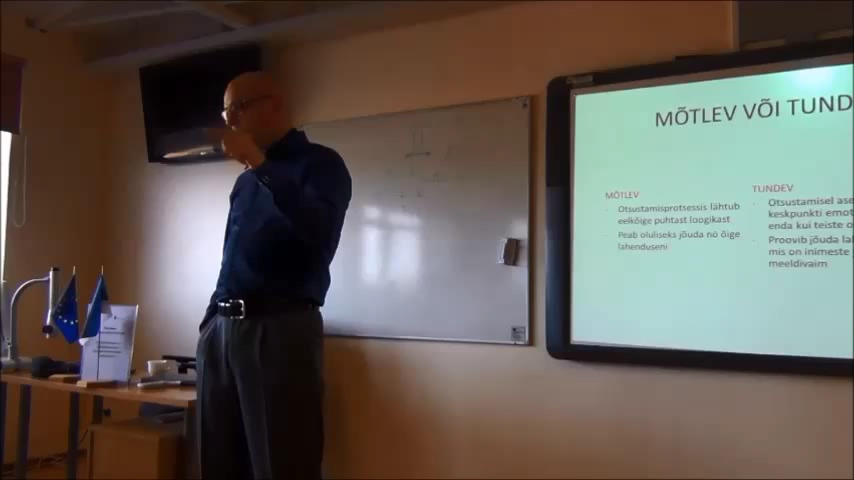 MÕTLEV VÕI TUND
MÕTLEV
Otsustamisprotsessis lähtub
eelkõige puhtast loogikast
Peab oluliseks jõuda nö õige
lahenduseni
TUNDEV
Otsustamisel ase
keskpunkti emot
enda kui teiste o
Proovib jõuda la
mis on inimeste
meeldivaim